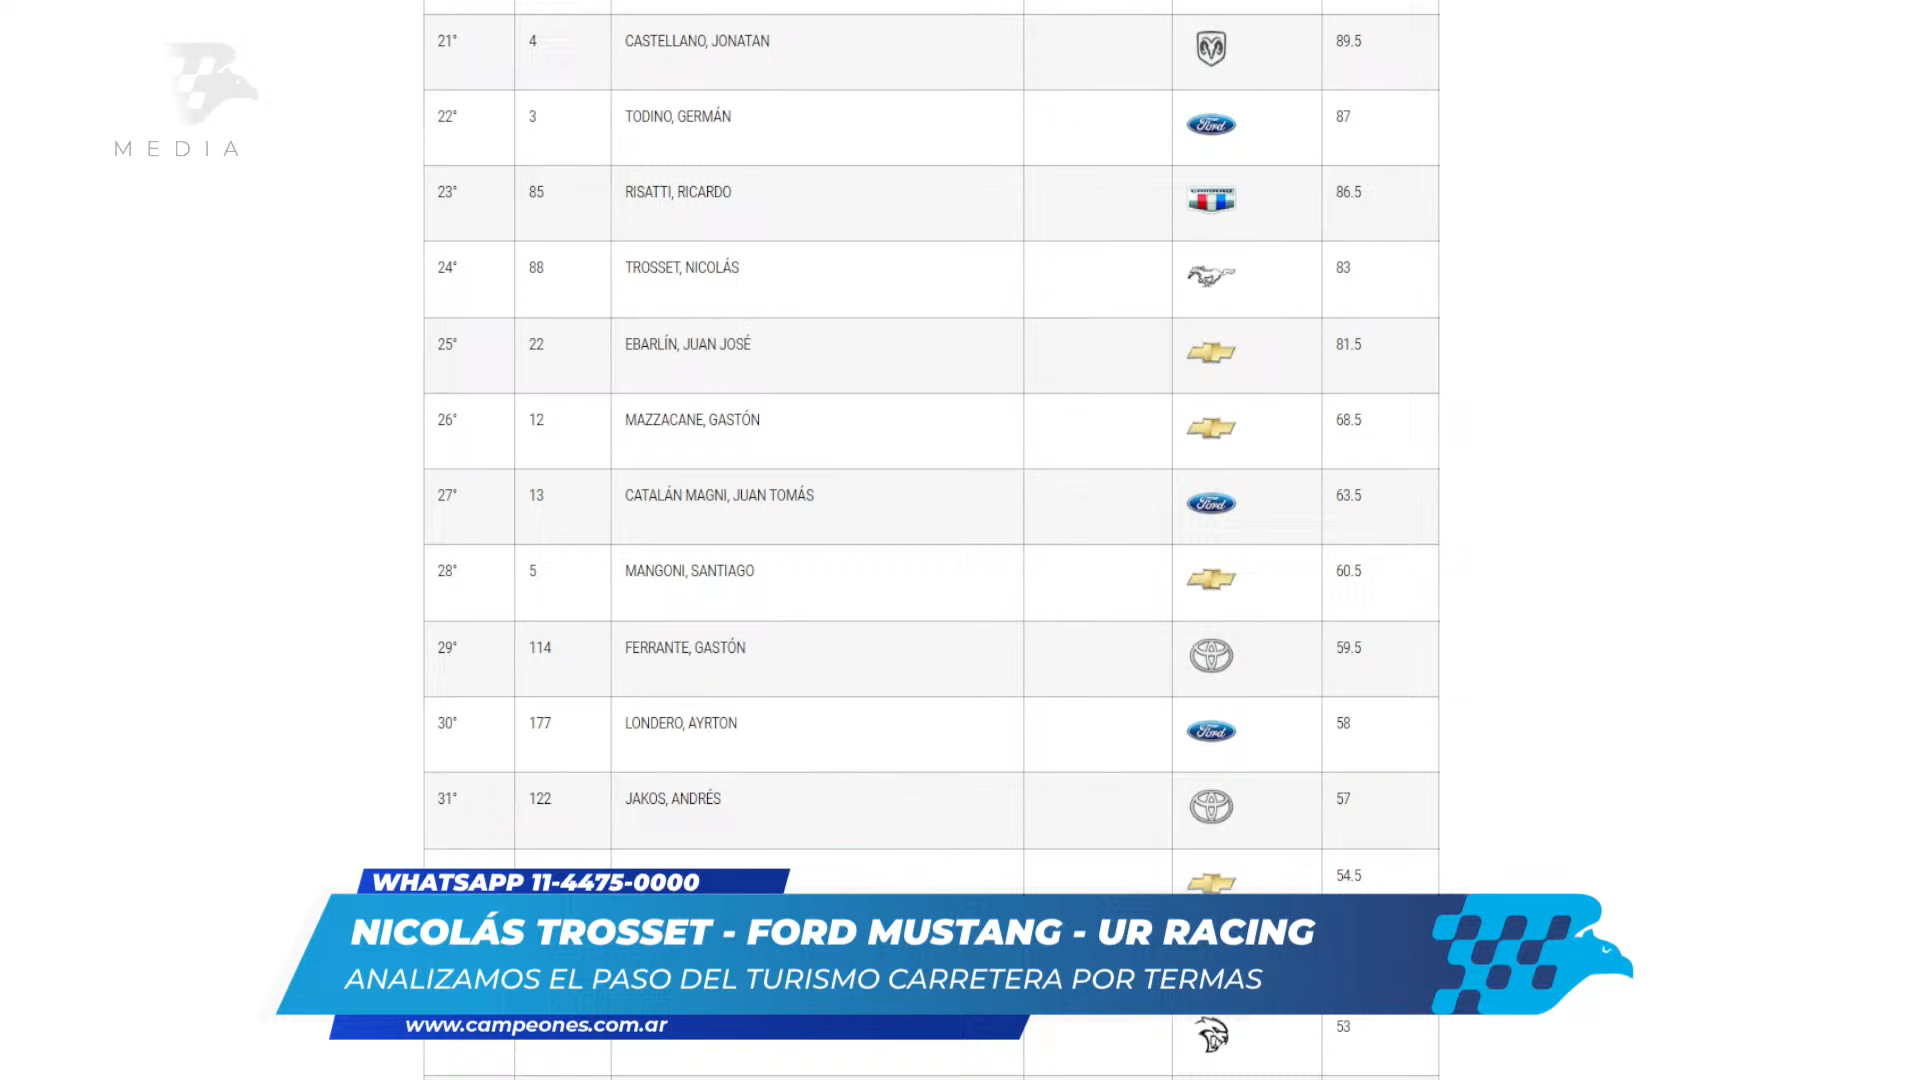 MEDIA
21° 4 CASTELLANO, JONATAN 89.5
22° 3 TODINO, GERMÁN Ford 87
23° 85 RISATTI, RICARDO 86.5
24° 88 TROSSET, NICOLÁS 83
25° 22 EBARLÍN, JUAN JOSÉ 81.5
26° 12 MAZZACANE, GASTÓN 68.5
27° 13 CATALÁN MAGNI, JUAN TOMÁS Ford 63.5
28° 5 MANGONI, SANTIAGO 60.5
29° 114 FERRANTE, GASTÓN 59.5
30° 177 LONDERO, AYRTON Ford 58
31° 122 JAKOS, ANDRÉS 57
54.5
WHATSAPP 11-4475-0000
NICOLÁS TROSSET - FORD MUSTANG - UR RACING
ANALIZAMOS EL PASO DEL TURISMO CARRETERA POR TERMAS
www.campeones.com.ar
53